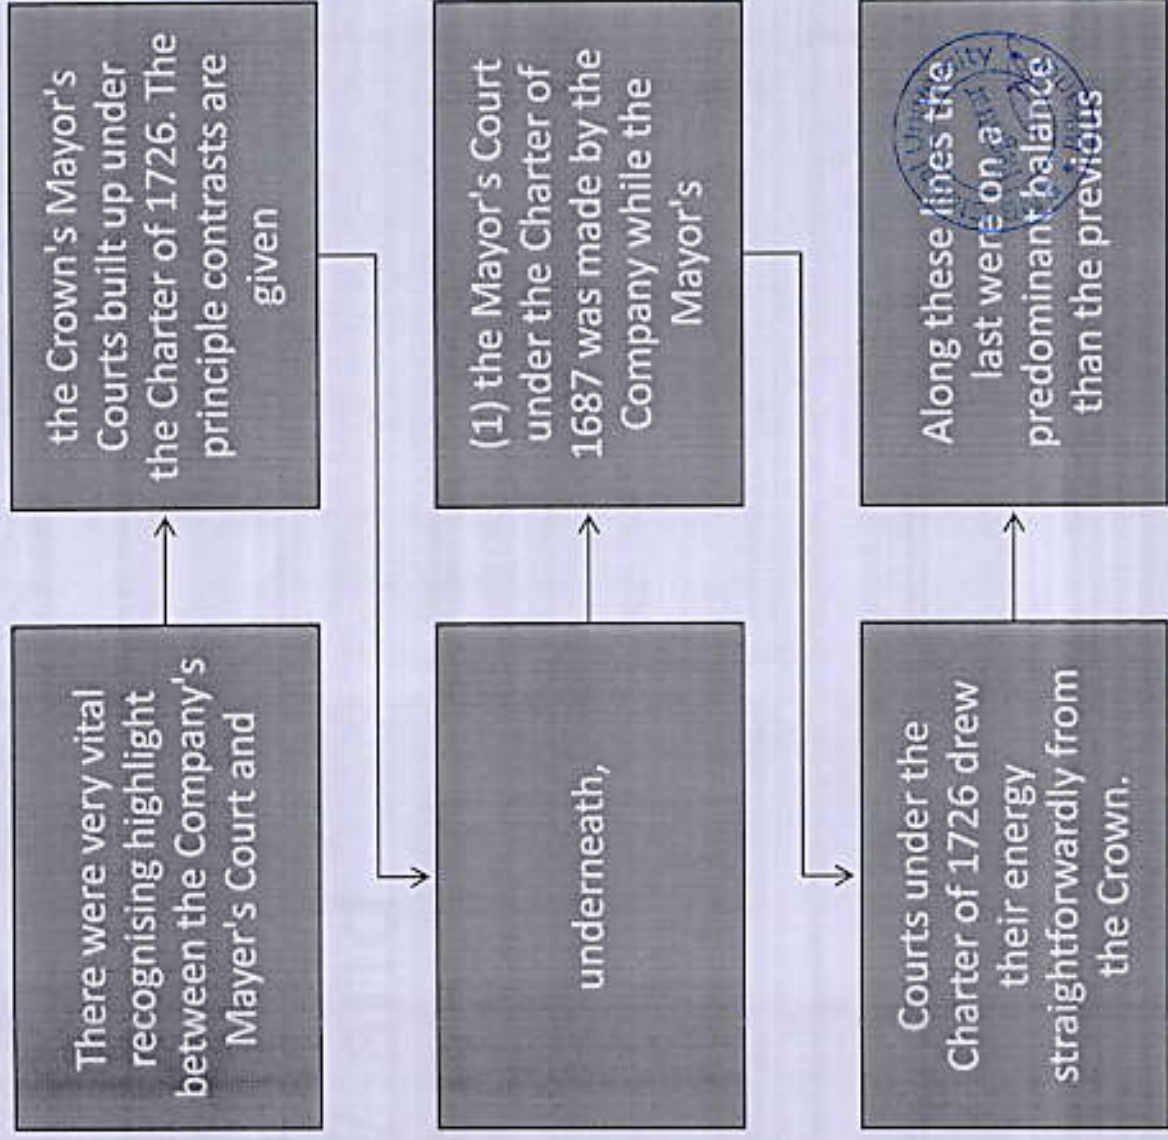 There were very vital
recognising highlight
between the Company's
Mayer's Court and
the Crown's Mayor's
Courts built up under
the Charter of 1726. The
principle contrasts are
given
underneath,
(1) the Mayor's Court
under the Charter of
1687 was made by the
Company while the
Mayor's
Courts under the
Charter of 1726 drew
their energy
straightforwardly from
the Crown.
Along these lines the
last were on a
predominant balance
than the previous
University